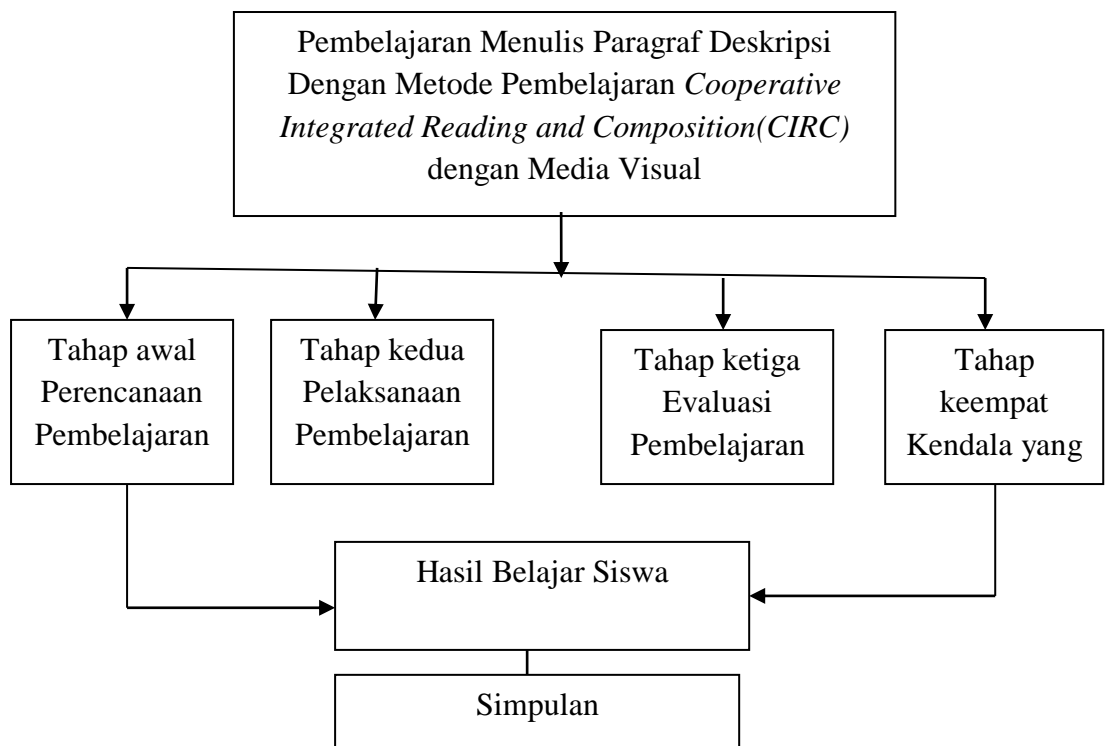 Pembelajaran Menulis Paragraf Deskripsi
Dengan Metode Pembelajaran Cooperative
Integrated Reading and Composition(CIRC)
dengan Media Visual
Tahap awal
Perencanaan
Pembelajaran
Tahap kedua
Pelaksanaan
Pembelajaran
Tahap ketiga
Evaluasi
Pembelajaran
Tahap
keempat
Kendala yang
Hasil Belajar Siswa
Simpulan